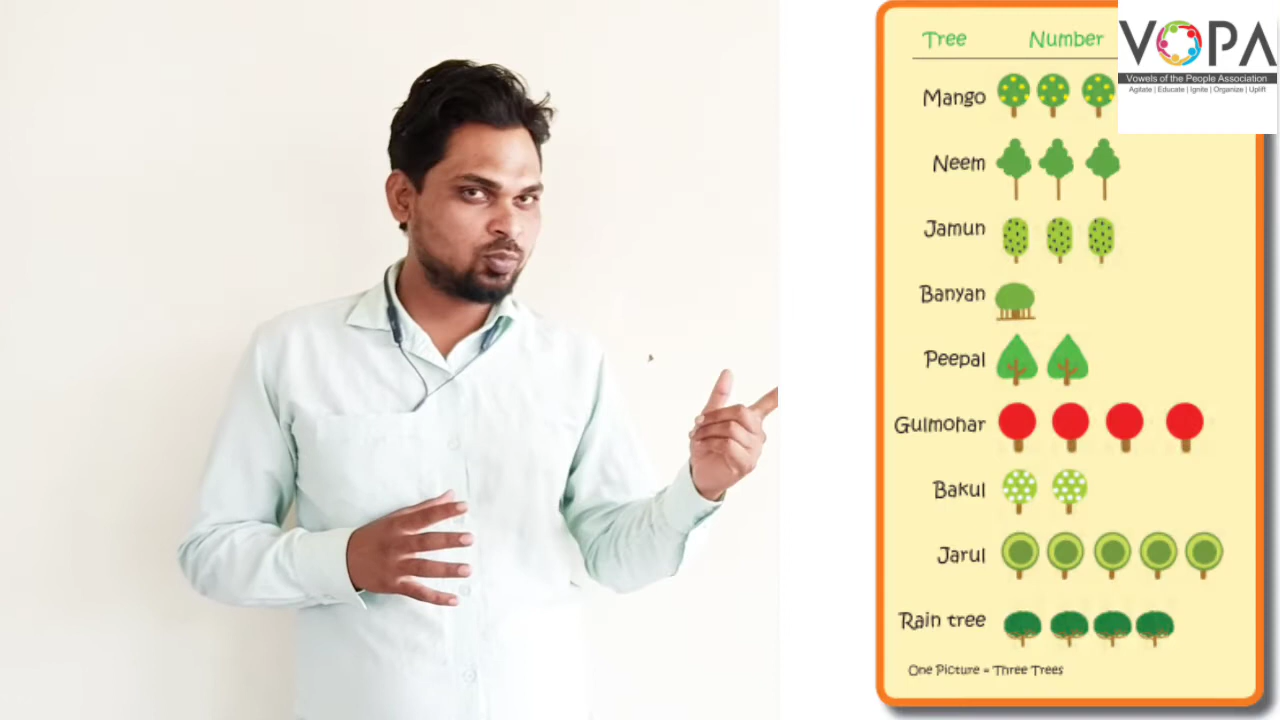 Tree Number
Mango
Neem
Jamun
Banyan
Peepal
Gulmohar
Bakul
Jarul
Rain tree
One Picture = Three Trees
VOPA
Vowels of the People Association
Agitate | Educate | Ignite | Organize | Uplift